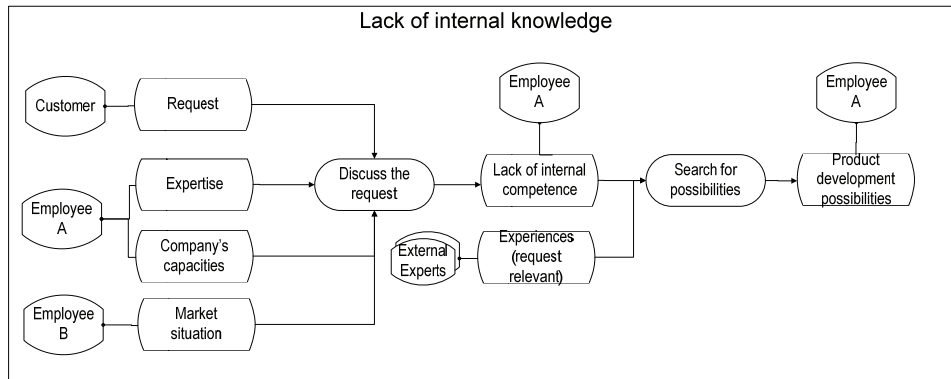 Lack of internal knowledge
Employee
A
Employee
A
Customer
Request
Expertise
Discuss the
request
Lack of internal
competence
Search for
possibilities
Product
development
possibilities
Employee
A
Company's
capacities
External
Experts
Experiences
(request
relevant)
Employee
B
Market
situation